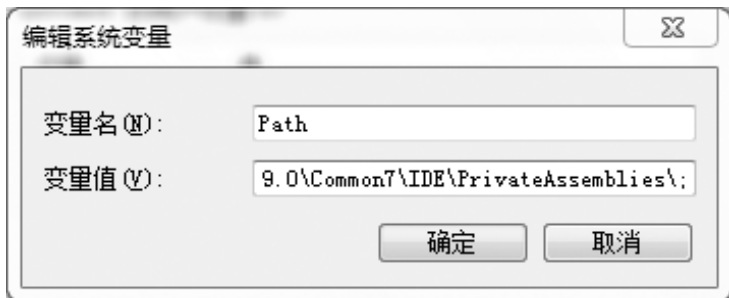 编辑系统变量
变量名(N):
Path
变量值(V):
9.0\Common7\IDE\PrivateAssemblies\;
确定
取消